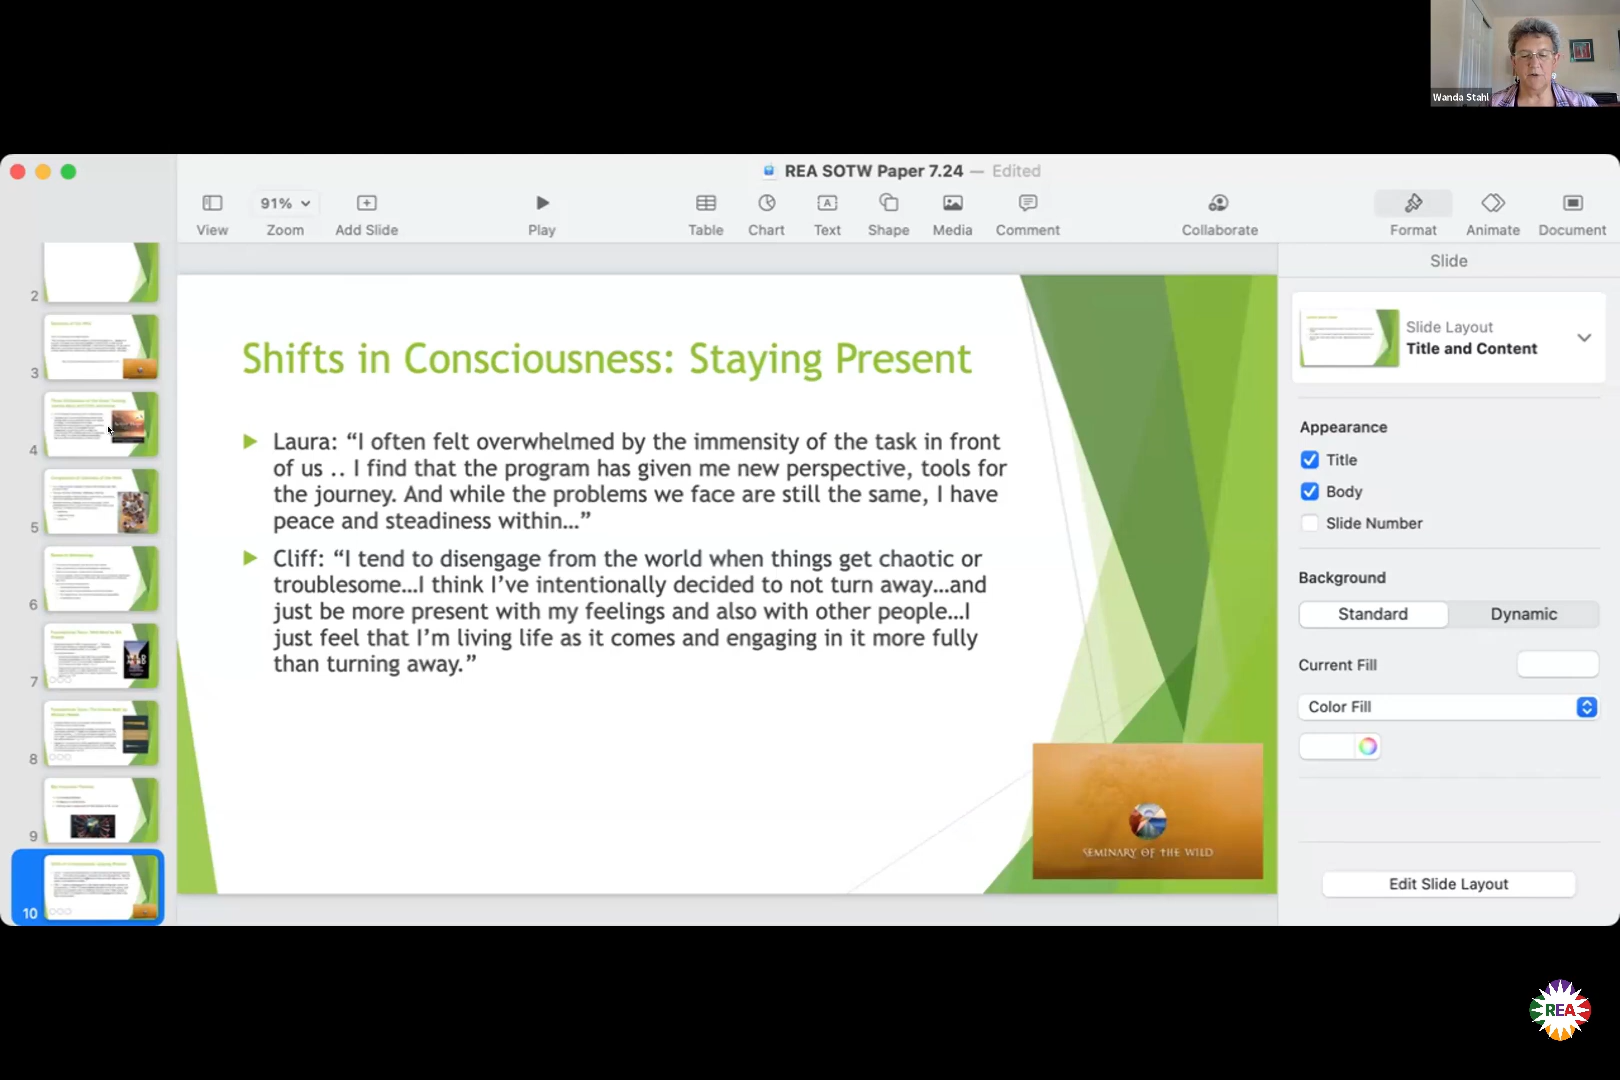 Wanda Stahl
REA SOTW Paper 7.24 — Edited
91%
View
Zoom
Add Slide
Play
Table
Chart
Text
Shape
Media
Comment
Collaborate
Format
Animate
Document
2
3
4
5
6
7
8
9
10
Shifts in Consciousness: Staying Present
Laura: “I often felt overwhelmed by the immensity of the task in front
of us .. I find that the program has given me new perspective, tools for
the journey. And while the problems we face are still the same, I have
peace and steadiness within…”
Cliff: “I tend to disengage from the world when things get chaotic or
troublesome…I think I’ve intentionally decided to not turn away…and
just be more present with my feelings and also with other people…I
just feel that I’m living life as it comes and engaging in it more fully
than turning away.”
SEMINARY OF THE WILD
Slide
Slide Layout
Title and Content
Appearance
Title
Body
Slide Number
Background
Standard
Dynamic
Current Fill
Color Fill
Edit Slide Layout
REA